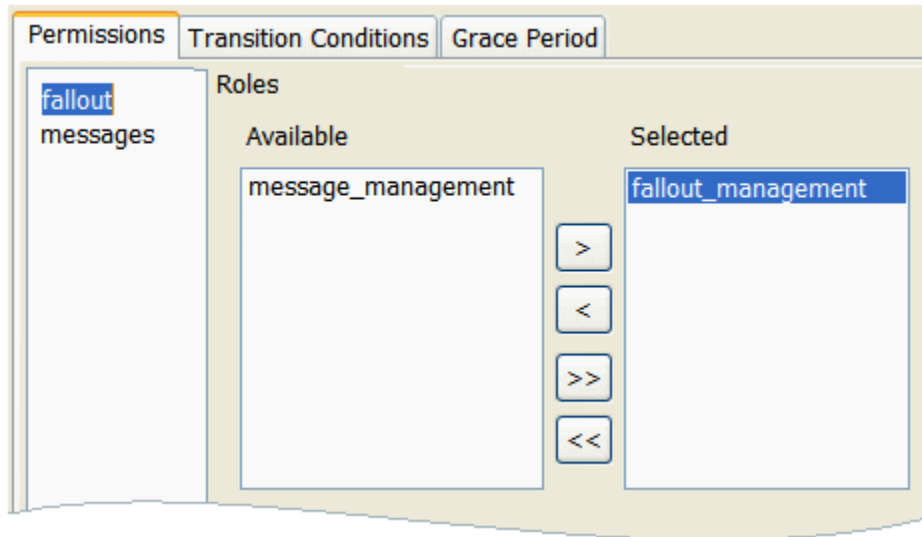 Permissions Transition Conditions Grace Period
fallout
messages
Roles
Available
message_management
>
<
>>
<<
Selected
fallout_management